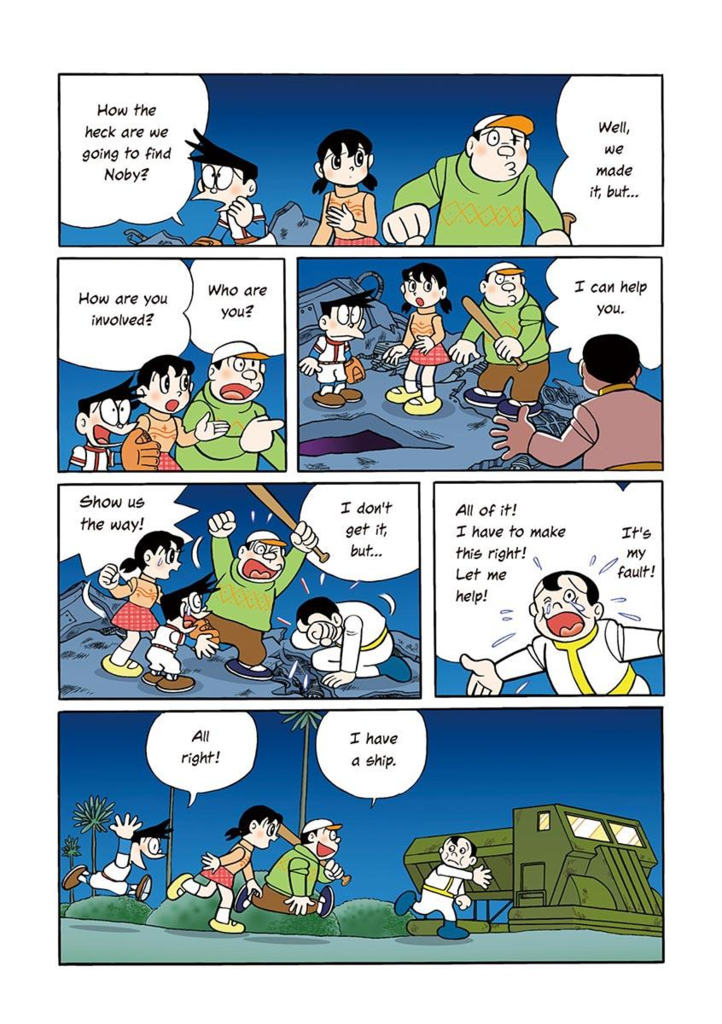 Well,
we
made
it, but...
How the
heck are we
going to find
Noby?
I can help
you.
Who are
you?
How are you
involved?
It's
my
fault!
All of it!
I have to make
this right!
Let me
help!
I don't
get it,
but...
Show us
the way!
I have
a ship.
All
right!